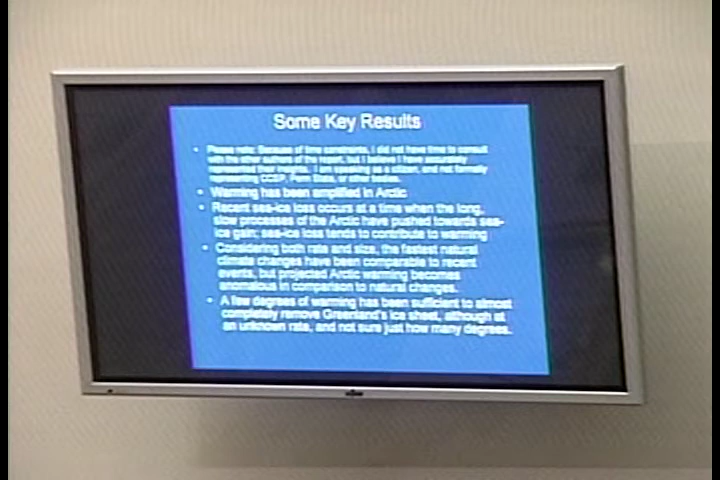 Some Key Results
• Please note: Because of time constraints, I did not have time to consult
with the other authors of the report, but I believe I have accurately
represented their insights. I am speaking as a citizen, and not formally
representing CCSP, Penn State, or other bodies.
• Warming has been amplified in Arctic
• Recent sea-ice loss occurs at a time when the long,
slow processes of the Arctic have pushed towards sea-
ice gain; sea-ice loss tends to contribute to warming
• Considering both rate and size, the fastest natural
climate changes have been comparable to recent
events, but projected Arctic warming becomes
anomalous in comparison to natural changes.
• A few degrees of warming has been sufficient to almost
completely remove Greenland's ice sheet, although at
an unknown rate, and not sure just how many degrees.